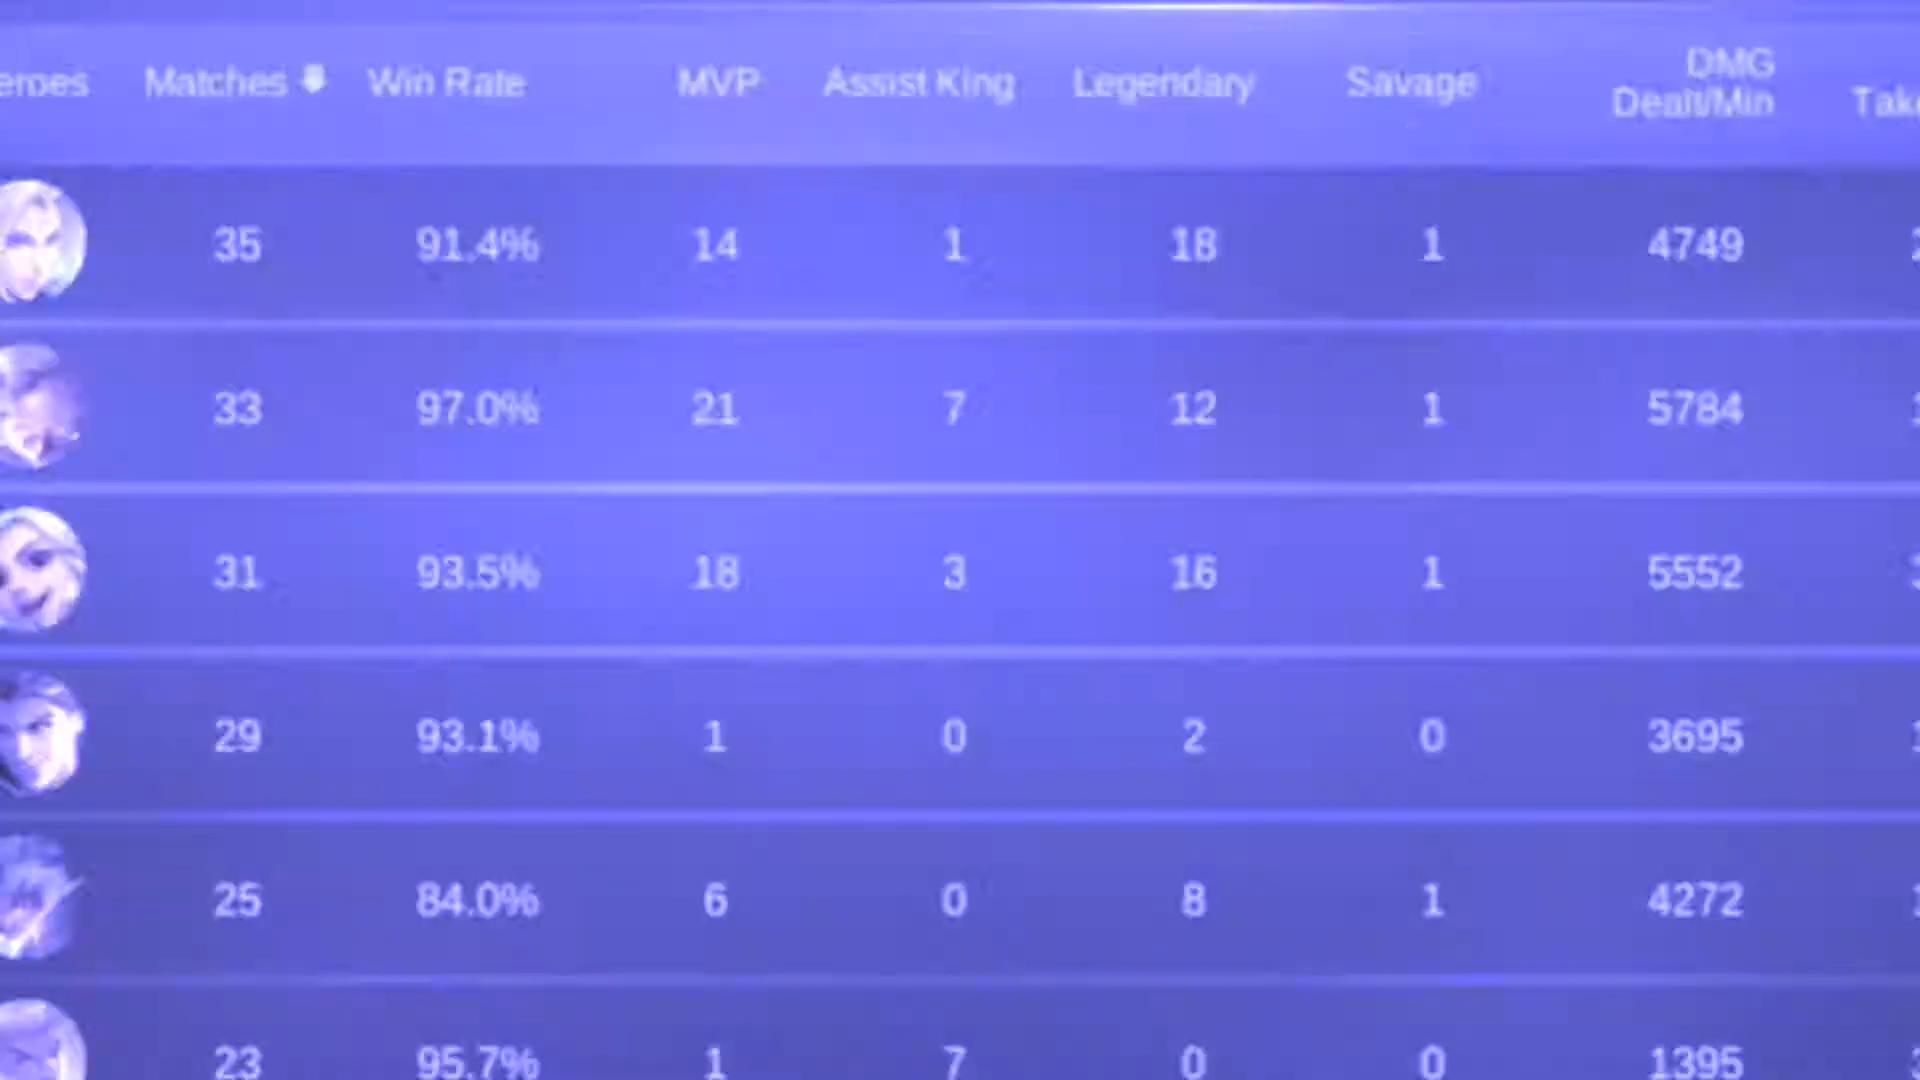 eroes Matches Win Rate MVP Assist King Legendary Savage DMG Dealt/Min Take
35 91.4% 14 1 18 1 4749
33 97.0% 21 7 12 1 5784
31 93.5% 18 3 16 1 5552
29 93.1% 1 0 2 0 3695
25 84.0% 6 0 8 1 4272
23 95.7% 1 7 0 0 1395